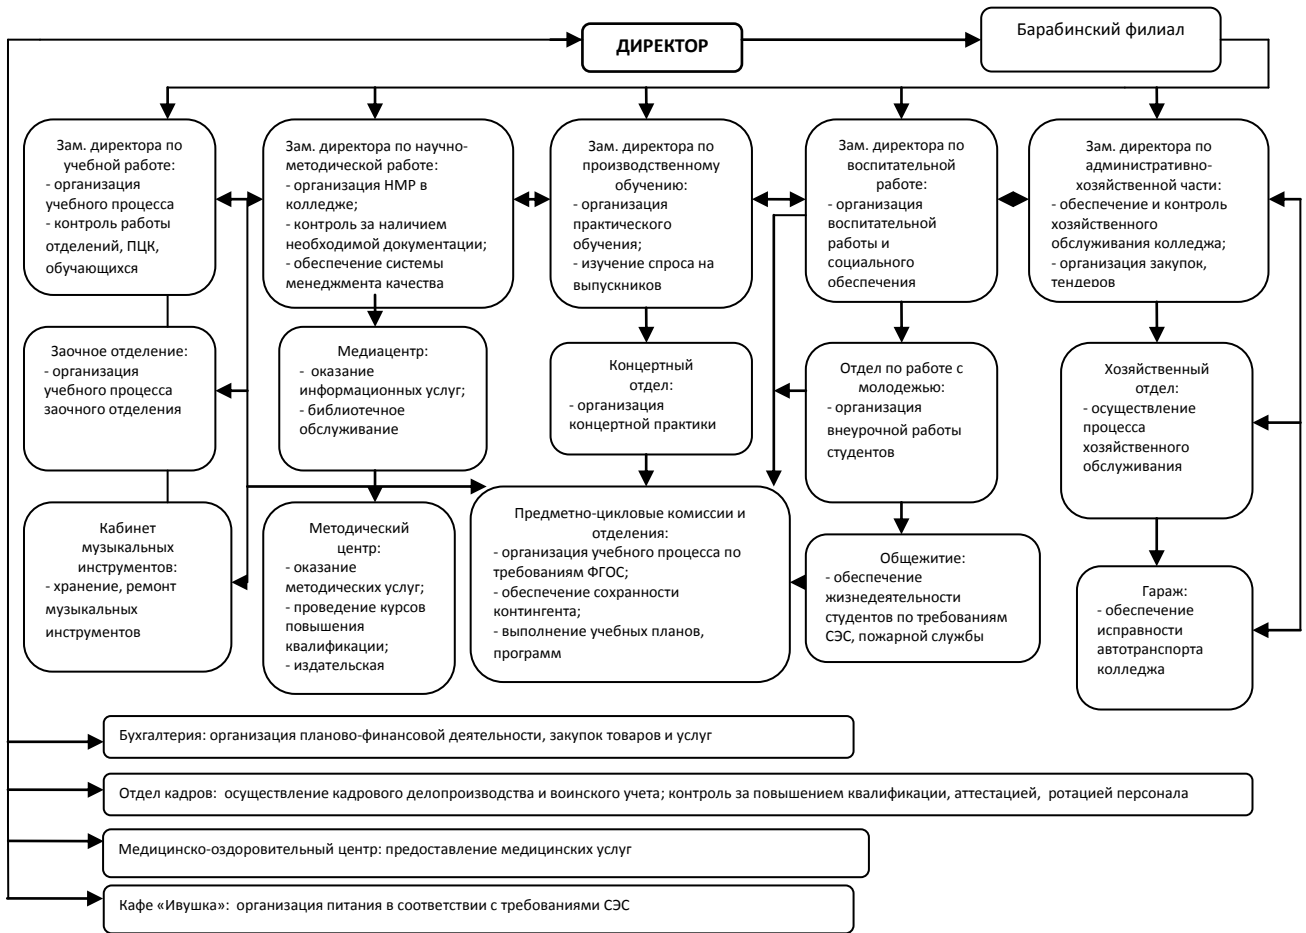 ДИРЕКТОР
Барабинский филиал
Зам. директора по
учебной работе:
- организация
учебного процесса
- контроль работы
отделений, ПЦК,
обучающихся
Зам. директора по научно-
методической работе:
- организация НМР в
колледже;
- контроль за наличием
необходимой документации;
- обеспечение системы
менеджмента качества
Зам. директора по
производственному
обучению:
- организация
практического
обучения;
- изучение спроса на
выпускников
Зам. директора по
воспитательной
работе:
- организация
воспитательной
работы и
социального
обеспечения
Зам. директора по
административно-
хозяйственной части:
- обеспечение и контроль
хозяйственного
обслуживания колледжа;
- организация закупок,
тендеров
Заочное отделение:
- организация
учебного процесса
заочного отделения
Медиацентр:
- оказание
информационных услуг;
- библиотечное
обслуживание
Концертный
отдел:
- организация
концертной практики
Отдел по работе с
молодежью:
- организация
внеурочной работы
студентов
Хозяйственный
отдел:
- осуществление
процесса
хозяйственного
обслуживания
Кабинет
музыкальных
инструментов:
- хранение, ремонт
музыкальных
инструментов
Методический
центр:
- оказание
методических услуг;
- проведение курсов
повышения
квалификации;
- издательская
Предметно-цикловые комиссии и
отделения:
- организация учебного процесса по
требованиям ФГОС;
- обеспечение сохранности
контингента;
- выполнение учебных планов,
программ
Общежитие:
- обеспечение
жизнедеятельности
студентов по требованиям
СЭС, пожарной службы
Гараж:
- обеспечение
исправности
автотранспорта
колледжа
Бухгалтерия: организация планово-финансовой деятельности, закупок товаров и услуг
Отдел кадров: осуществление кадрового делопроизводства и воинского учета; контроль за повышением квалификации, аттестацией, ротацией персонала
Медицинско-оздоровительный центр: предоставление медицинских услуг
Кафе «Ивушка»: организация питания в соответствии с требованиями СЭС